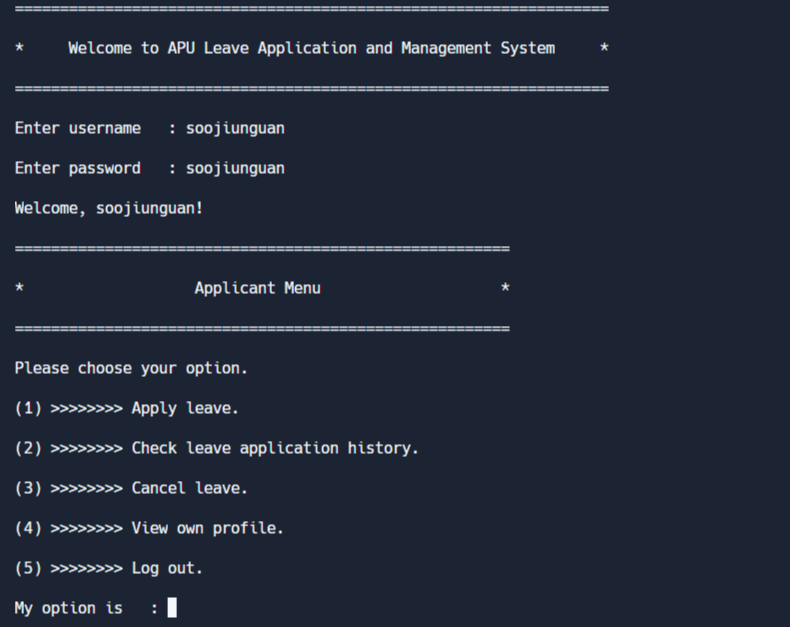 ==================================================================
*     Welcome to APU Leave Application and Management System     *
==================================================================
Enter username   : soojiunguan
Enter password   : soojiunguan
Welcome, soojiunguan!
=======================================================
*                   Applicant Menu                    *
=======================================================
Please choose your option.
(1) >>>>>>>> Apply leave.
(2) >>>>>>>> Check leave application history.
(3) >>>>>>>> Cancel leave.
(4) >>>>>>>> View own profile.
(5) >>>>>>>> Log out.
My option is   :